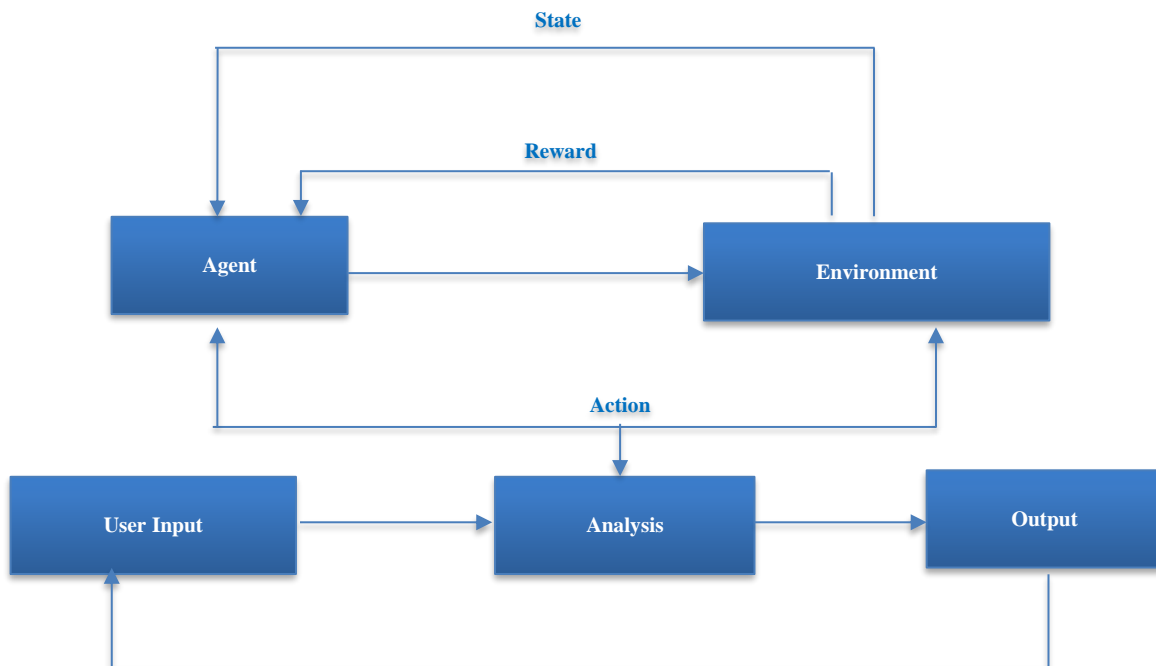 State
Reward
Agent
Environment
Action
User Input
Analysis
Output